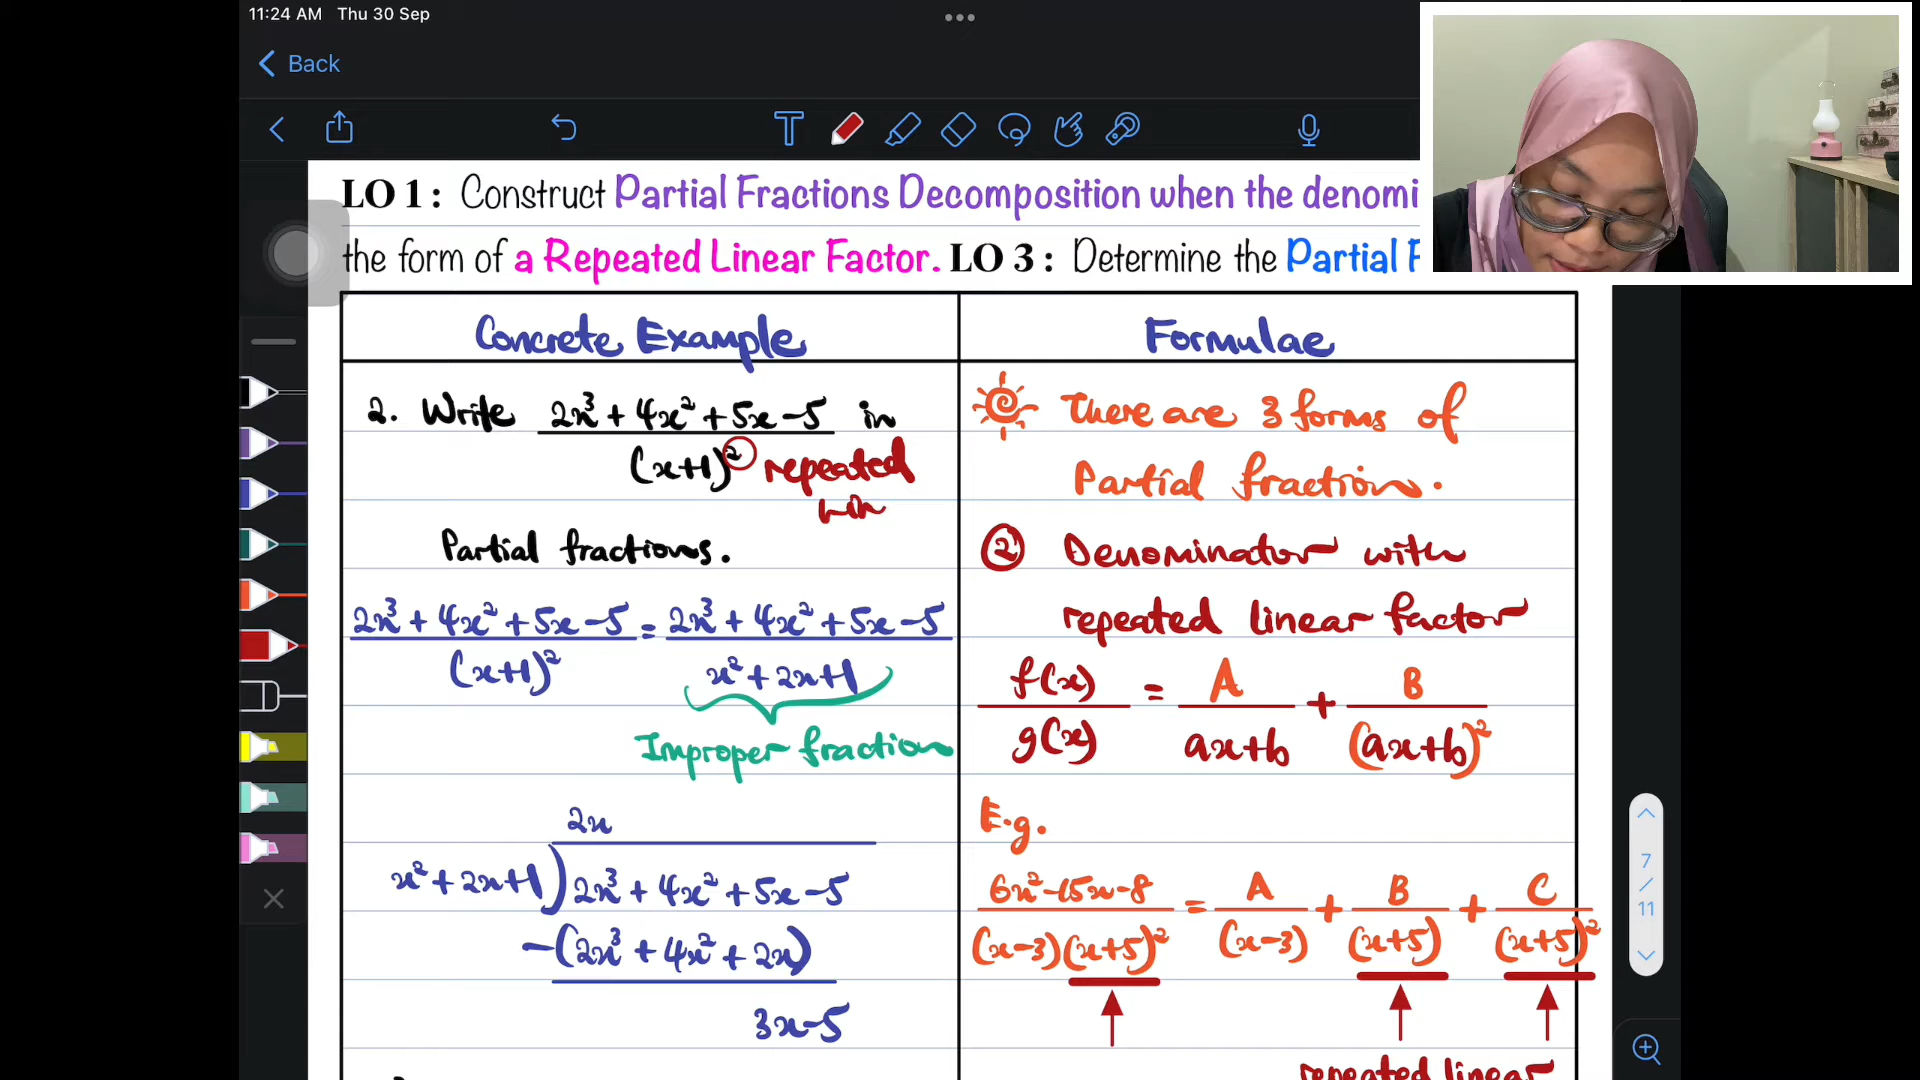 11:24 AM Thu 30 Sep
Back
LO 1 : Construct Partial Fractions Decomposition when the denomi
the form of a Repeated Linear Factor. LO 3 : Determine the Partial F
Concrete Example
2. Write 2x³ + 4x² + 5x - 5 in
(x+1)² repeated
Lin
Partial fractions.
2x³ + 4x² + 5x - 5 = 2x³ + 4x² + 5x - 5
(x+1)² x² + 2x + 1
Improper fraction
2x
x² + 2x + 1 ) 2x³ + 4x² + 5x - 5
- (2x³ + 4x² + 2x)
3x - 5
Formulae
There are 3 forms of
Partial fractions.
② Denominator with
repeated linear factor
f(x) = A + B
g(x) ax+b (ax+b)²
E.g.
6x² - 15x - 8 = A + B + C
(x-3)(x+5)² (x-3) (x+5) (x+5)²
repeated linear
7
/
11